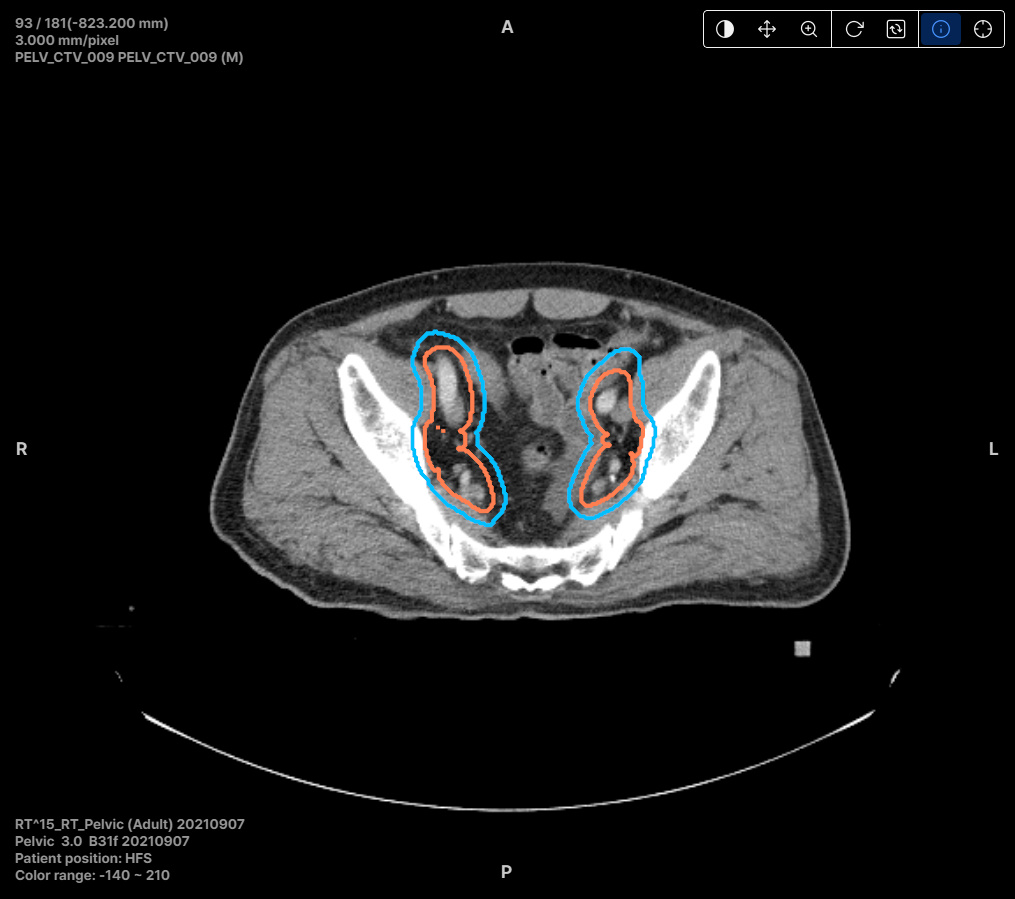 93 / 181(-823.200 mm)
3.000 mm/pixel
PELV_CTV_009 PELV_CTV_009 (M)
A
R
L
RT^15_RT_Pelvic (Adult) 20210907
Pelvic 3.0 B31f 20210907
Patient position: HFS
Color range: -140 ~ 210
P